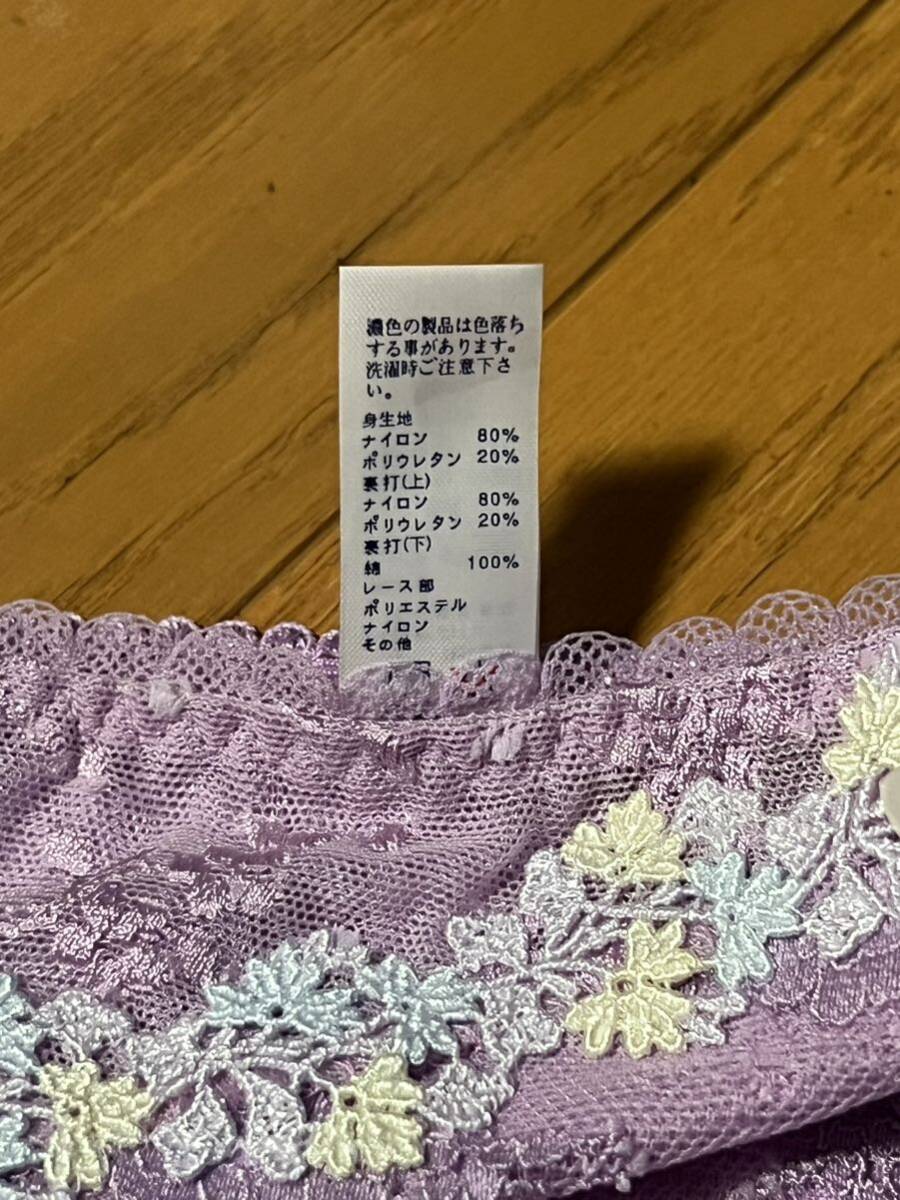 濃色の製品は色落ち
する事があります。
洗濯時ご注意下さ
い。
身生地
ナイロン 80%
ポリウレタン 20%
裏打(上)
ナイロン 80%
ポリウレタン 20%
裏打(下)
綿 100%
レース部
ポリエステル
ナイロン
その他